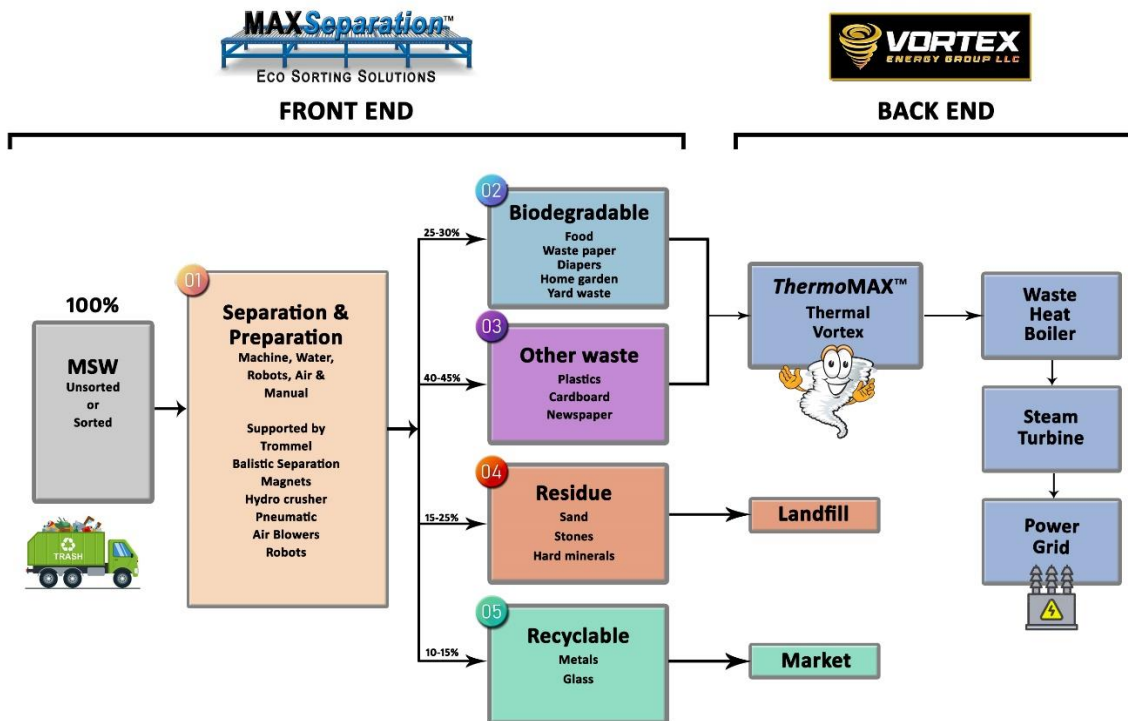 MAXSeparation™
ECO SORTING SOLUTIONS
VORTEX
ENERGY GROUP LLC
FRONT END
BACK END
100%
MSW
Unsorted
or
Sorted
TRASH
01
Separation &
Preparation
Machine, Water,
Robots, Air &
Manual
Supported by
Trommel
Balistic Separation
Magnets
Hydro crusher
Pneumatic
Air Blowers
Robots
25-30%
02
Biodegradable
Food
Waste paper
Diapers
Home garden
Yard waste
40-45%
03
Other waste
Plastics
Cardboard
Newspaper
15-25%
04
Residue
Sand
Stones
Hard minerals
Landfill
10-15%
05
Recyclable
Metals
Glass
Market
ThermoMAX™
Thermal
Vortex
Waste
Heat
Boiler
Steam
Turbine
Power
Grid